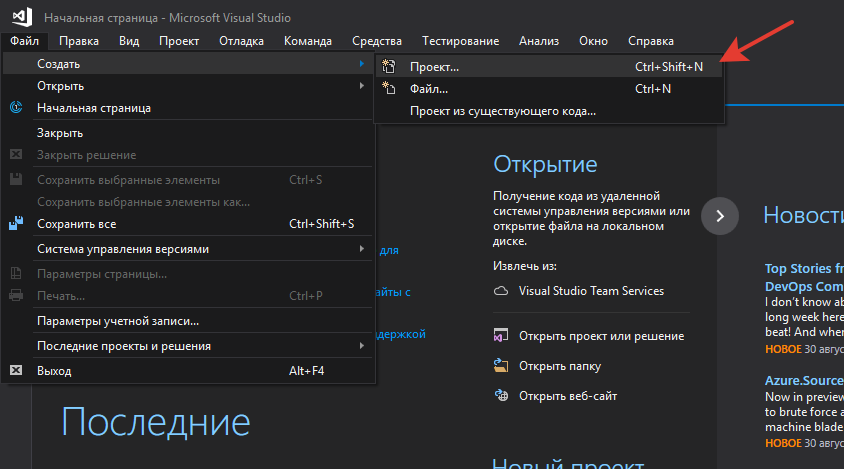 Начальная страница - Microsoft Visual Studio
Файл Правка Вид Проект Отладка Команда Средства Тестирование Анализ Окно Справка
Создать
Открыть
Начальная страница
Закрыть
Закрыть решение
Сохранить выбранные элементы Ctrl+S
Сохранить выбранные элементы как...
Сохранить все Ctrl+Shift+S
Система управления версиями
Параметры страницы...
Печать... Ctrl+P
Параметры учетной записи...
Последние проекты и решения
Выход Alt+F4
Проект... Ctrl+Shift+N
Файл... Ctrl+N
Проект из существующего кода...
для
айты с
держкой
Последние
Открытие
Получение кода из удаленной
системы управления версиями или
открытие файла на локальном
диске.
Извлечь из:
Visual Studio Team Services
Открыть проект или решение
Открыть папку
Открыть веб-сайт
Новый проект
Новости
Top Stories fr
DevOps Com
I don't know ab
long week here
beat! And wher
НОВОЕ 30 авгус
Azure.Source
Now in preview
to brute force a
machine blade
НОВОЕ 30 авгус